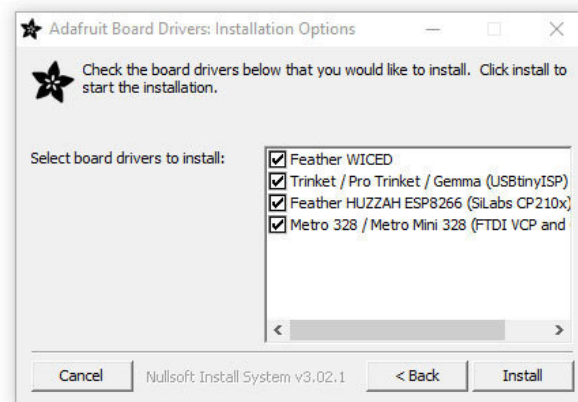 Adafruit Board Drivers: Installation Options
Check the board drivers below that you would like to install. Click install to
start the installation.
Select board drivers to install:
Feather WICED
Trinket / Pro Trinket / Gemma (USBtinyISP)
Feather HUZZAH ESP8266 (SiLabs CP210x)
Metro 328 / Metro Mini 328 (FTDI VCP and
Cancel
Nullsoft Install System v3.02.1
< Back
Install